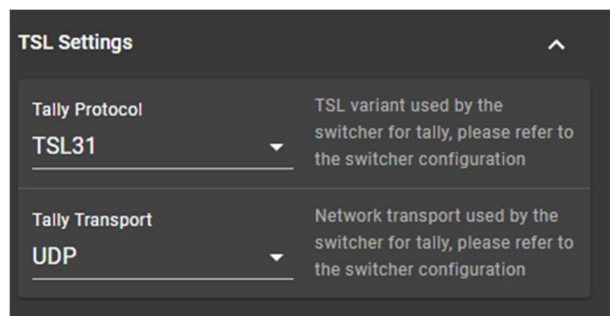 TSL Settings
Tally Protocol
TSL31
TSL variant used by the
switcher for tally, please refer to
the switcher configuration
Tally Transport
UDP
Network transport used by the
switcher for tally, please refer to
the switcher configuration